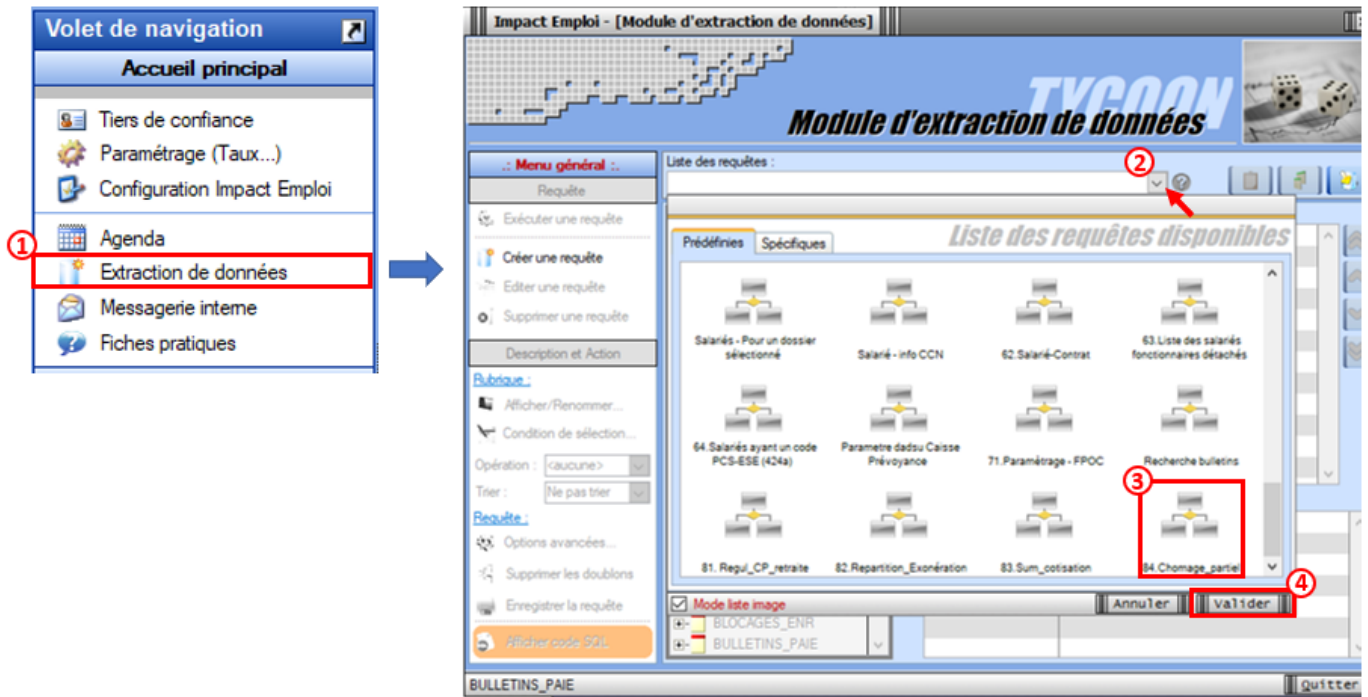 Volet de navigation
Accueil principal
Tiers de confiance
Paramétrage (Taux...)
Configuration Impact Emploi
1
Agenda
Extraction de données
Messagerie interne
Fiches pratiques
Impact Emploi - [Module d'extraction de données]
TYCOON
Module d'extraction de données
.: Menu général :.
Requête
Exécuter une requête
Créer une requête
Editer une requête
Supprimer une requête
Description et Action
Rubrique :
Afficher/Renommer...
Condition de sélection...
Opération : <aucune>
Trier : Ne pas trier
Requête :
Options avancées...
Supprimer les doublons
Enregistrer la requête
Afficher code SQL
Liste des requêtes :
2
Prédéfinies Spécifiques
Liste des requêtes disponibles
Salariés - Pour un dossier sélectionné
Salarié - info CCN
62.Salarié-Contrat
63.Liste des salariés fonctionnaires détachés
64.Salariés ayant un code PCS-ESE (424a)
Parametre dadsu Caisse Prévoyance
71.Paramétrage - FPOC
Recherche bulletins
3
81. Regul_CP_retraite
82.Repartition_Exonération
83.Sum_cotisation
84.Chomage_partiel
4
Mode liste image
Annuler
Valider
BLOCAGES_ENR
BULLETINS_PAIE
BULLETINS_PAIE
Quitter